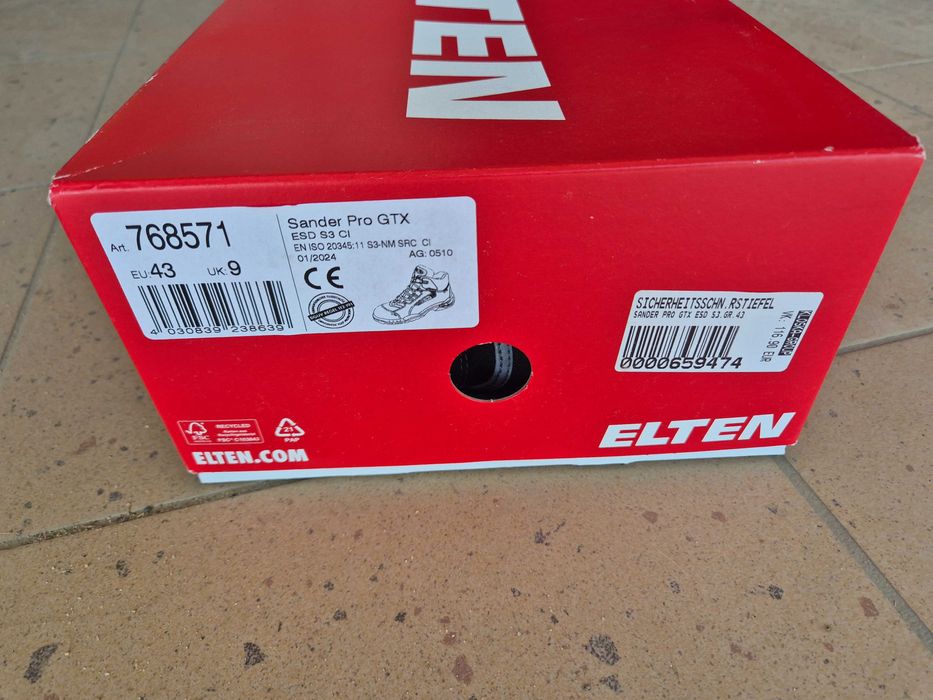 ELTEN
Art. 768571
EU: 43 UK: 9
4 030839 238639
Sander Pro GTX
ESD S3 CI
EN ISO 20345:11 S3-NM SRC CI
01/2024 AG: 0510
CE
SICHERHEITSSCHN.RSTIEFEL
SANDER PRO GTX ESD S3.GR.43
0000659474
VK: 116.90 EUR
FSC
RECYCLED
FSC® C163843
21
PAP
ELTEN.COM
ELTEN